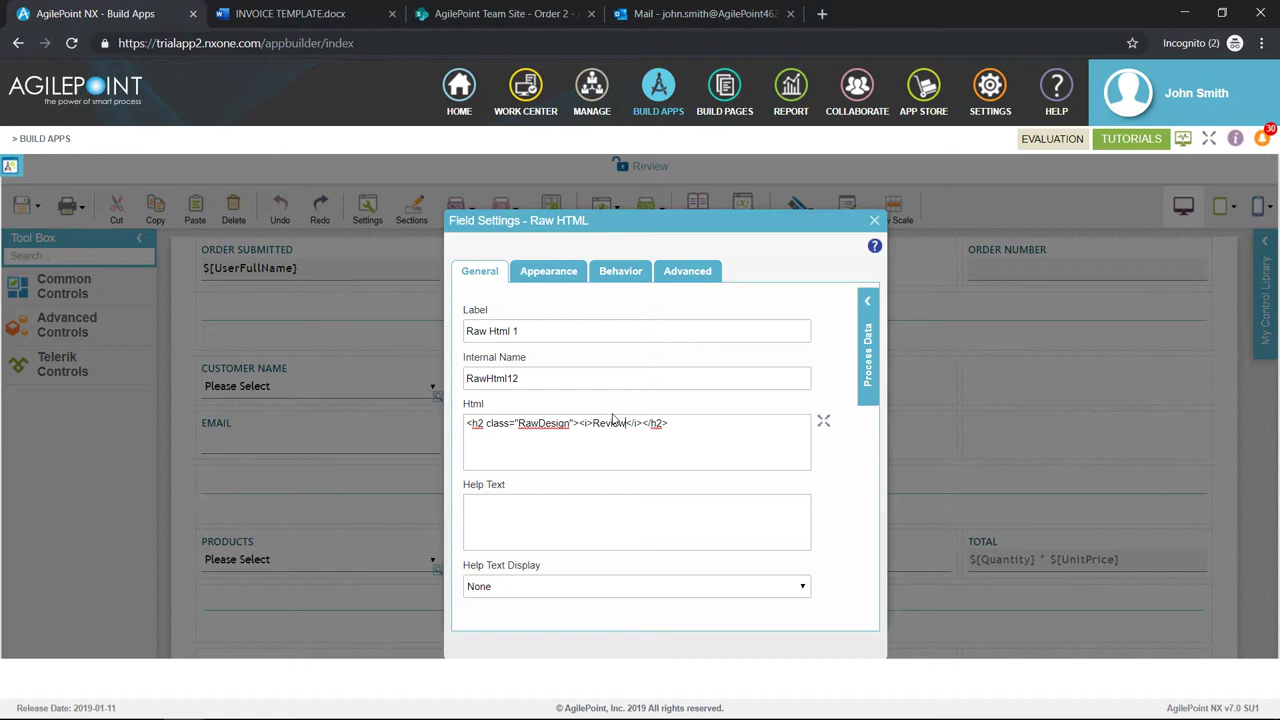 AgilePoint NX - Build Apps
INVOICE TEMPLATE.docx
AgilePoint Team Site - Order 2 -
Mail - john.smith@AgilePoint462
https://trialapp2.nxone.com/appbuilder/index
Incognito (2)
AGILEPOINT
the power of smart process
HOME
WORK CENTER
MANAGE
BUILD APPS
BUILD PAGES
REPORT
COLLABORATE
APP STORE
SETTINGS
HELP
John Smith
> BUILD APPS
EVALUATION
TUTORIALS
30
Review
Cut
Copy
Paste
Delete
Undo
Redo
Settings
Sections
Scale
Tool Box
Search...
Common Controls
Advanced Controls
Telerik Controls
ORDER SUBMITTED
${UserFullName}
ORDER NUMBER
CUSTOMER NAME
Please Select
EMAIL
PRODUCTS
Please Select
TOTAL
${Quantity} * ${UnitPrice}
My Control Library
Field Settings - Raw HTML
General
Appearance
Behavior
Advanced
Label
Raw Html 1
Internal Name
RawHtml12
Html
<h2 class="RawDesign"><i>Review</i></h2>
Help Text
Help Text Display
None
Process Data
Release Date: 2019-01-11
© AgilePoint, Inc. 2019 All rights reserved.
AgilePoint NX v7.0 SU1